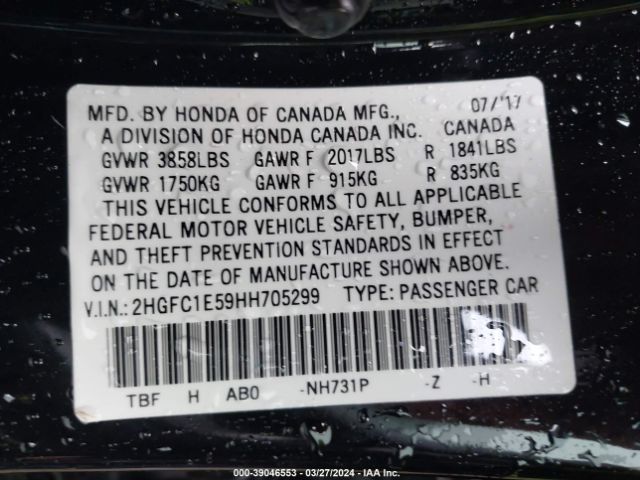 MFD. BY HONDA OF CANADA MFG., 07/'17
A DIVISION OF HONDA CANADA INC. CANADA
GVWR 3858LBS GAWR F 2017LBS R 1841LBS
GVWR 1750KG GAWR F 915KG R 835KG
THIS VEHICLE CONFORMS TO ALL APPLICABLE
FEDERAL MOTOR VEHICLE SAFETY, BUMPER,
AND THEFT PREVENTION STANDARDS IN EFFECT
ON THE DATE OF MANUFACTURE SHOWN ABOVE.
V.I.N.: 2HGFC1E59HH705299 TYPE: PASSENGER CAR
TBF H AB0 -NH731P -Z -H
000-39046553 — 03/27/2024 — IAA Inc.